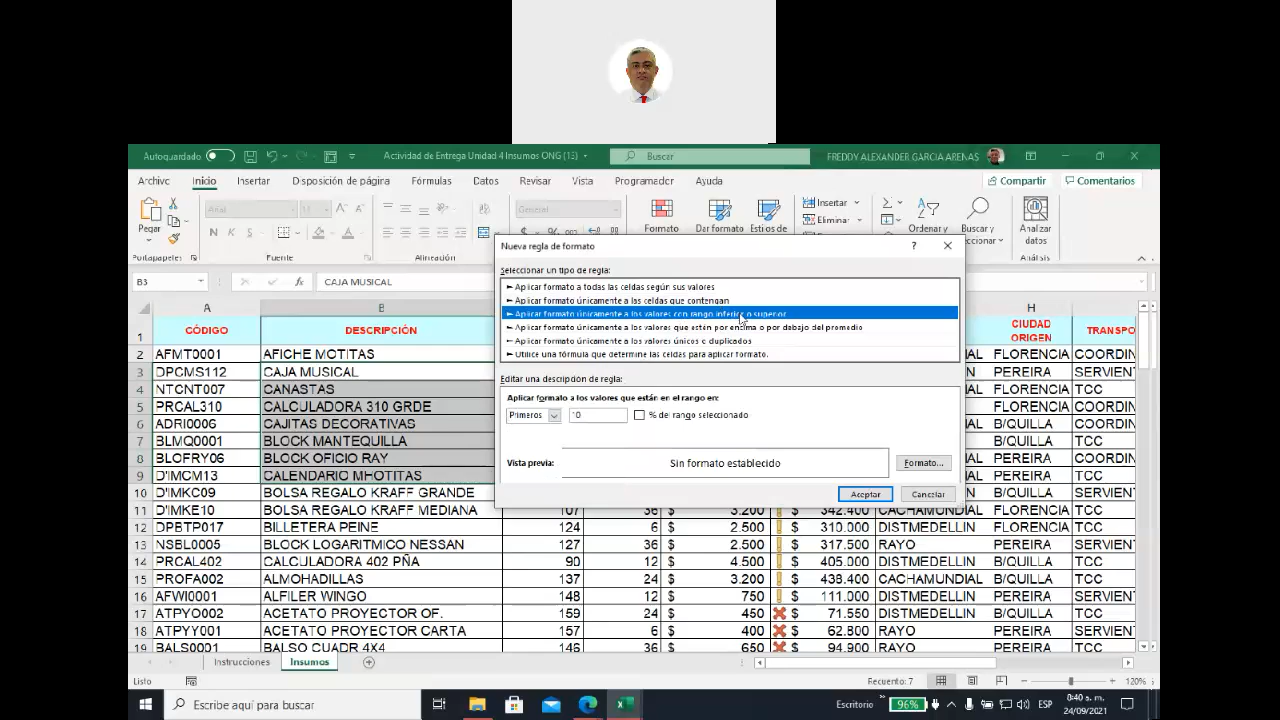 Autoguardado
Actividad de Entrega Unidad 4 Insumos ONG (13)
Buscar
FREDDY ALEXANDER GARCIA ARENAS
Archivo Inicio Insertar Disposición de página Fórmulas Datos Revisar Vista Programador Ayuda Compartir Comentarios
Pegar
Arial 11
N K S
General
Formato Dar formato Estilos de
Insertar
Eliminar
Buscar y
seleccionar
Analizar
datos
Portapapeles Fuente Alineación Análisis
B3 fx CAJA MUSICAL
Nueva regla de formato ?
Seleccionar un tipo de regla:
► Aplicar formato a todas las celdas según sus valores
► Aplicar formato únicamente a las celdas que contengan
► Aplicar formato únicamente a los valores con rango inferior o superior
► Aplicar formato únicamente a los valores que estén por encima o por debajo del promedio
► Aplicar formato únicamente a los valores únicos o duplicados
► Utilice una fórmula que determine las celdas para aplicar formato.
Editar una descripción de regla:
Aplicar formato a los valores que están en el rango en:
Primeros 10 % del rango seleccionado
Vista previa: Sin formato establecido Formato...
Aceptar Cancelar
A B H
1 CÓDIGO DESCRIPCIÓN CIUDAD ORIGEN TRANSPO
2 AFMT0001 AFICHE MOTITAS FLORENCIA COORDIN
3 DPCMS112 CAJA MUSICAL PEREIRA SERVIEN
4 NTCNT007 CANASTAS FLORENCIA TCC
5 PRCAL310 CALCULADORA 310 GRDE PEREIRA COORDIN
6 ADRI0006 CAJITAS DECORATIVAS B/QUILLA TCC
7 BLMQ0001 BLOCK MANTEQUILLA B/QUILLA TCC
8 BLOFRY06 BLOCK OFICIO RAY B/QUILLA COORDIN
9 D'IMCM13 CALENDARIO MHOTITAS PEREIRA TCC
10 D'IMKC09 BOLSA REGALO KRAFF GRANDE B/QUILLA SERVIEN
11 D'IMKE10 BOLSA REGALO KRAFF MEDIANA 107 36 $ 3.200 $ 342.400 CACHAMUNDIAL FLORENCIA COORDIN
12 DPBTP017 BILLETERA PEINE 124 6 $ 2.500 $ 310.000 DISTMEDELLIN FLORENCIA TCC
13 NSBL0005 BLOCK LOGARITMICO NESSAN 127 36 $ 2.500 $ 317.500 RAYO PEREIRA SERVIEN
14 PRCAL402 CALCULADORA 402 PÑA 90 12 $ 4.500 $ 405.000 DISTMEDELLIN PEREIRA TCC
15 PROFA002 ALMOHADILLAS 137 24 $ 3.200 $ 438.400 CACHAMUNDIAL FLORENCIA COORDIN
16 AFWI0001 ALFILER WINGO 148 12 $ 750 $ 111.000 DISTMEDELLIN PEREIRA SERVIEN
17 ATPYO002 ACETATO PROYECTOR OF. 159 24 $ 450 $ 71.550 DISTMEDELLIN B/QUILLA TCC
18 ATPYY001 ACETATO PROYECTOR CARTA 157 6 $ 400 $ 62.800 RAYO PEREIRA SERVIEN
19 BALS0001 BALSO CUADR 4X4 146 36 $ 650 $ 94.900 RAYO PEREIRA COORDIN
Instrucciones Insumos
Listo Recuento: 7 120%
Escribe aquí para buscar Escritorio 96% ESP 0:40 a. m.
24/09/2021